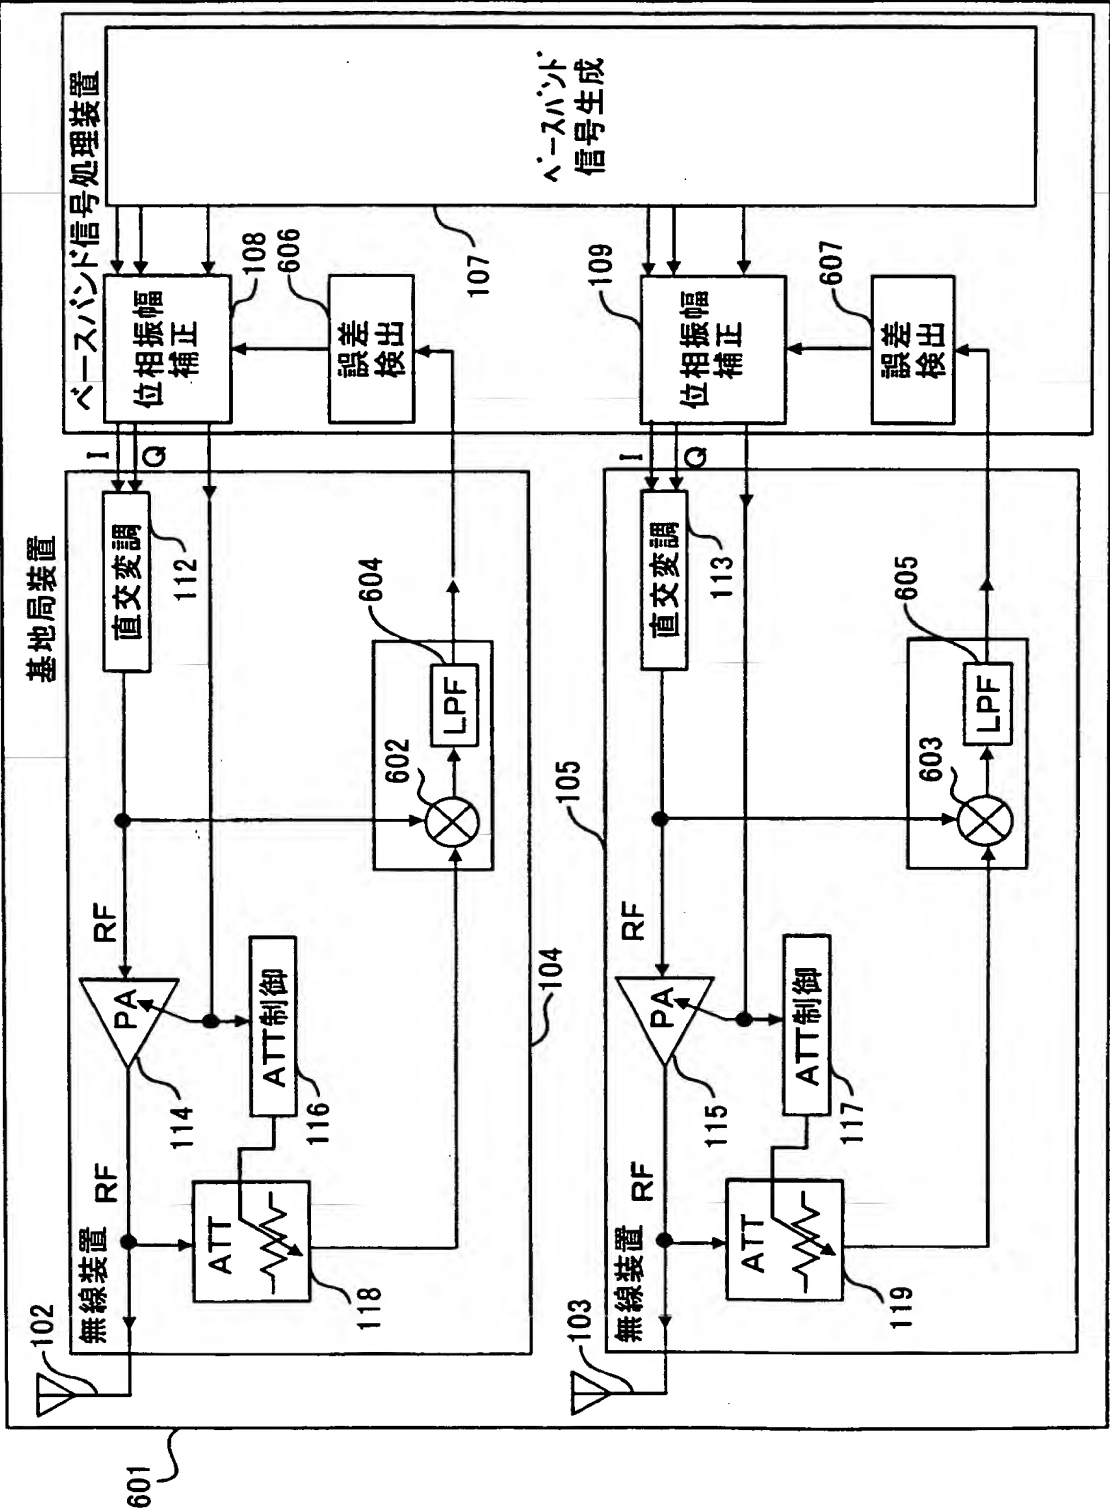 基地局装置
601
102
無線装置
RF
114
PA
RF
直交変調
112
I
Q
ベースバンド信号処理装置
位相振幅
補正
108
606
誤差
検出
ベースバンド
信号生成
107
ATT
118
ATT制御
116
104
602
LPF
604
103
無線装置
RF
115
PA
RF
105
直交変調
113
I
Q
位相振幅
補正
109
607
誤差
検出
ATT
119
ATT制御
117
603
LPF
605